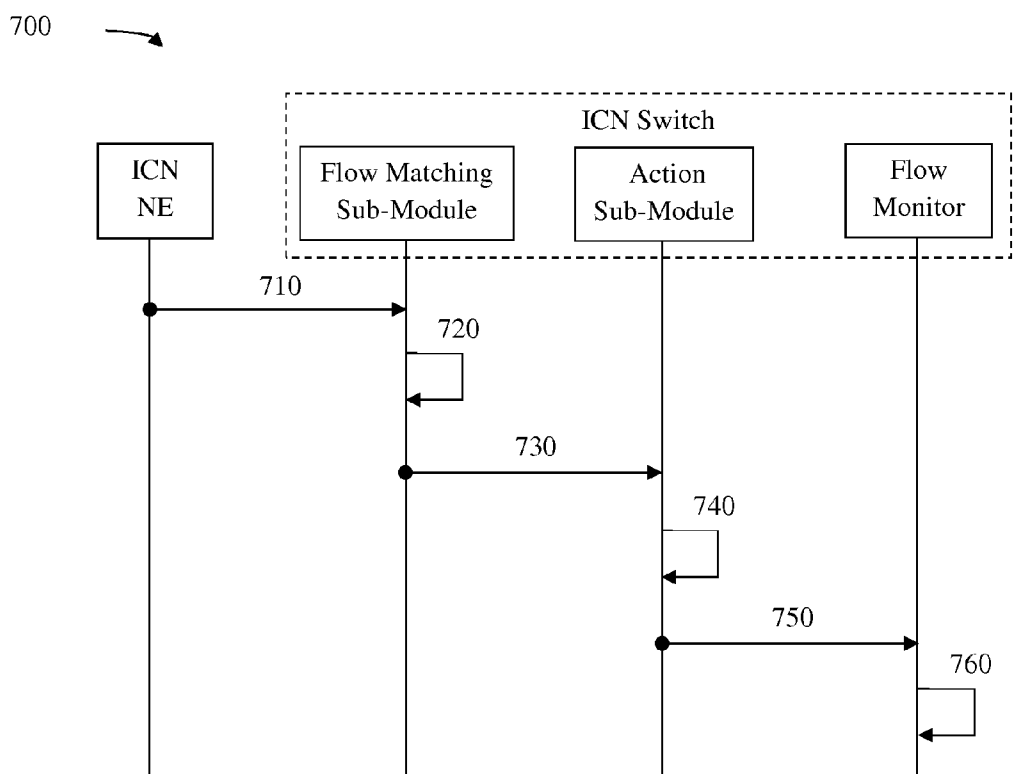 700
ICN Switch
ICN
NE
Flow Matching
Sub-Module
Action
Sub-Module
Flow
Monitor
710
720
730
740
750
760